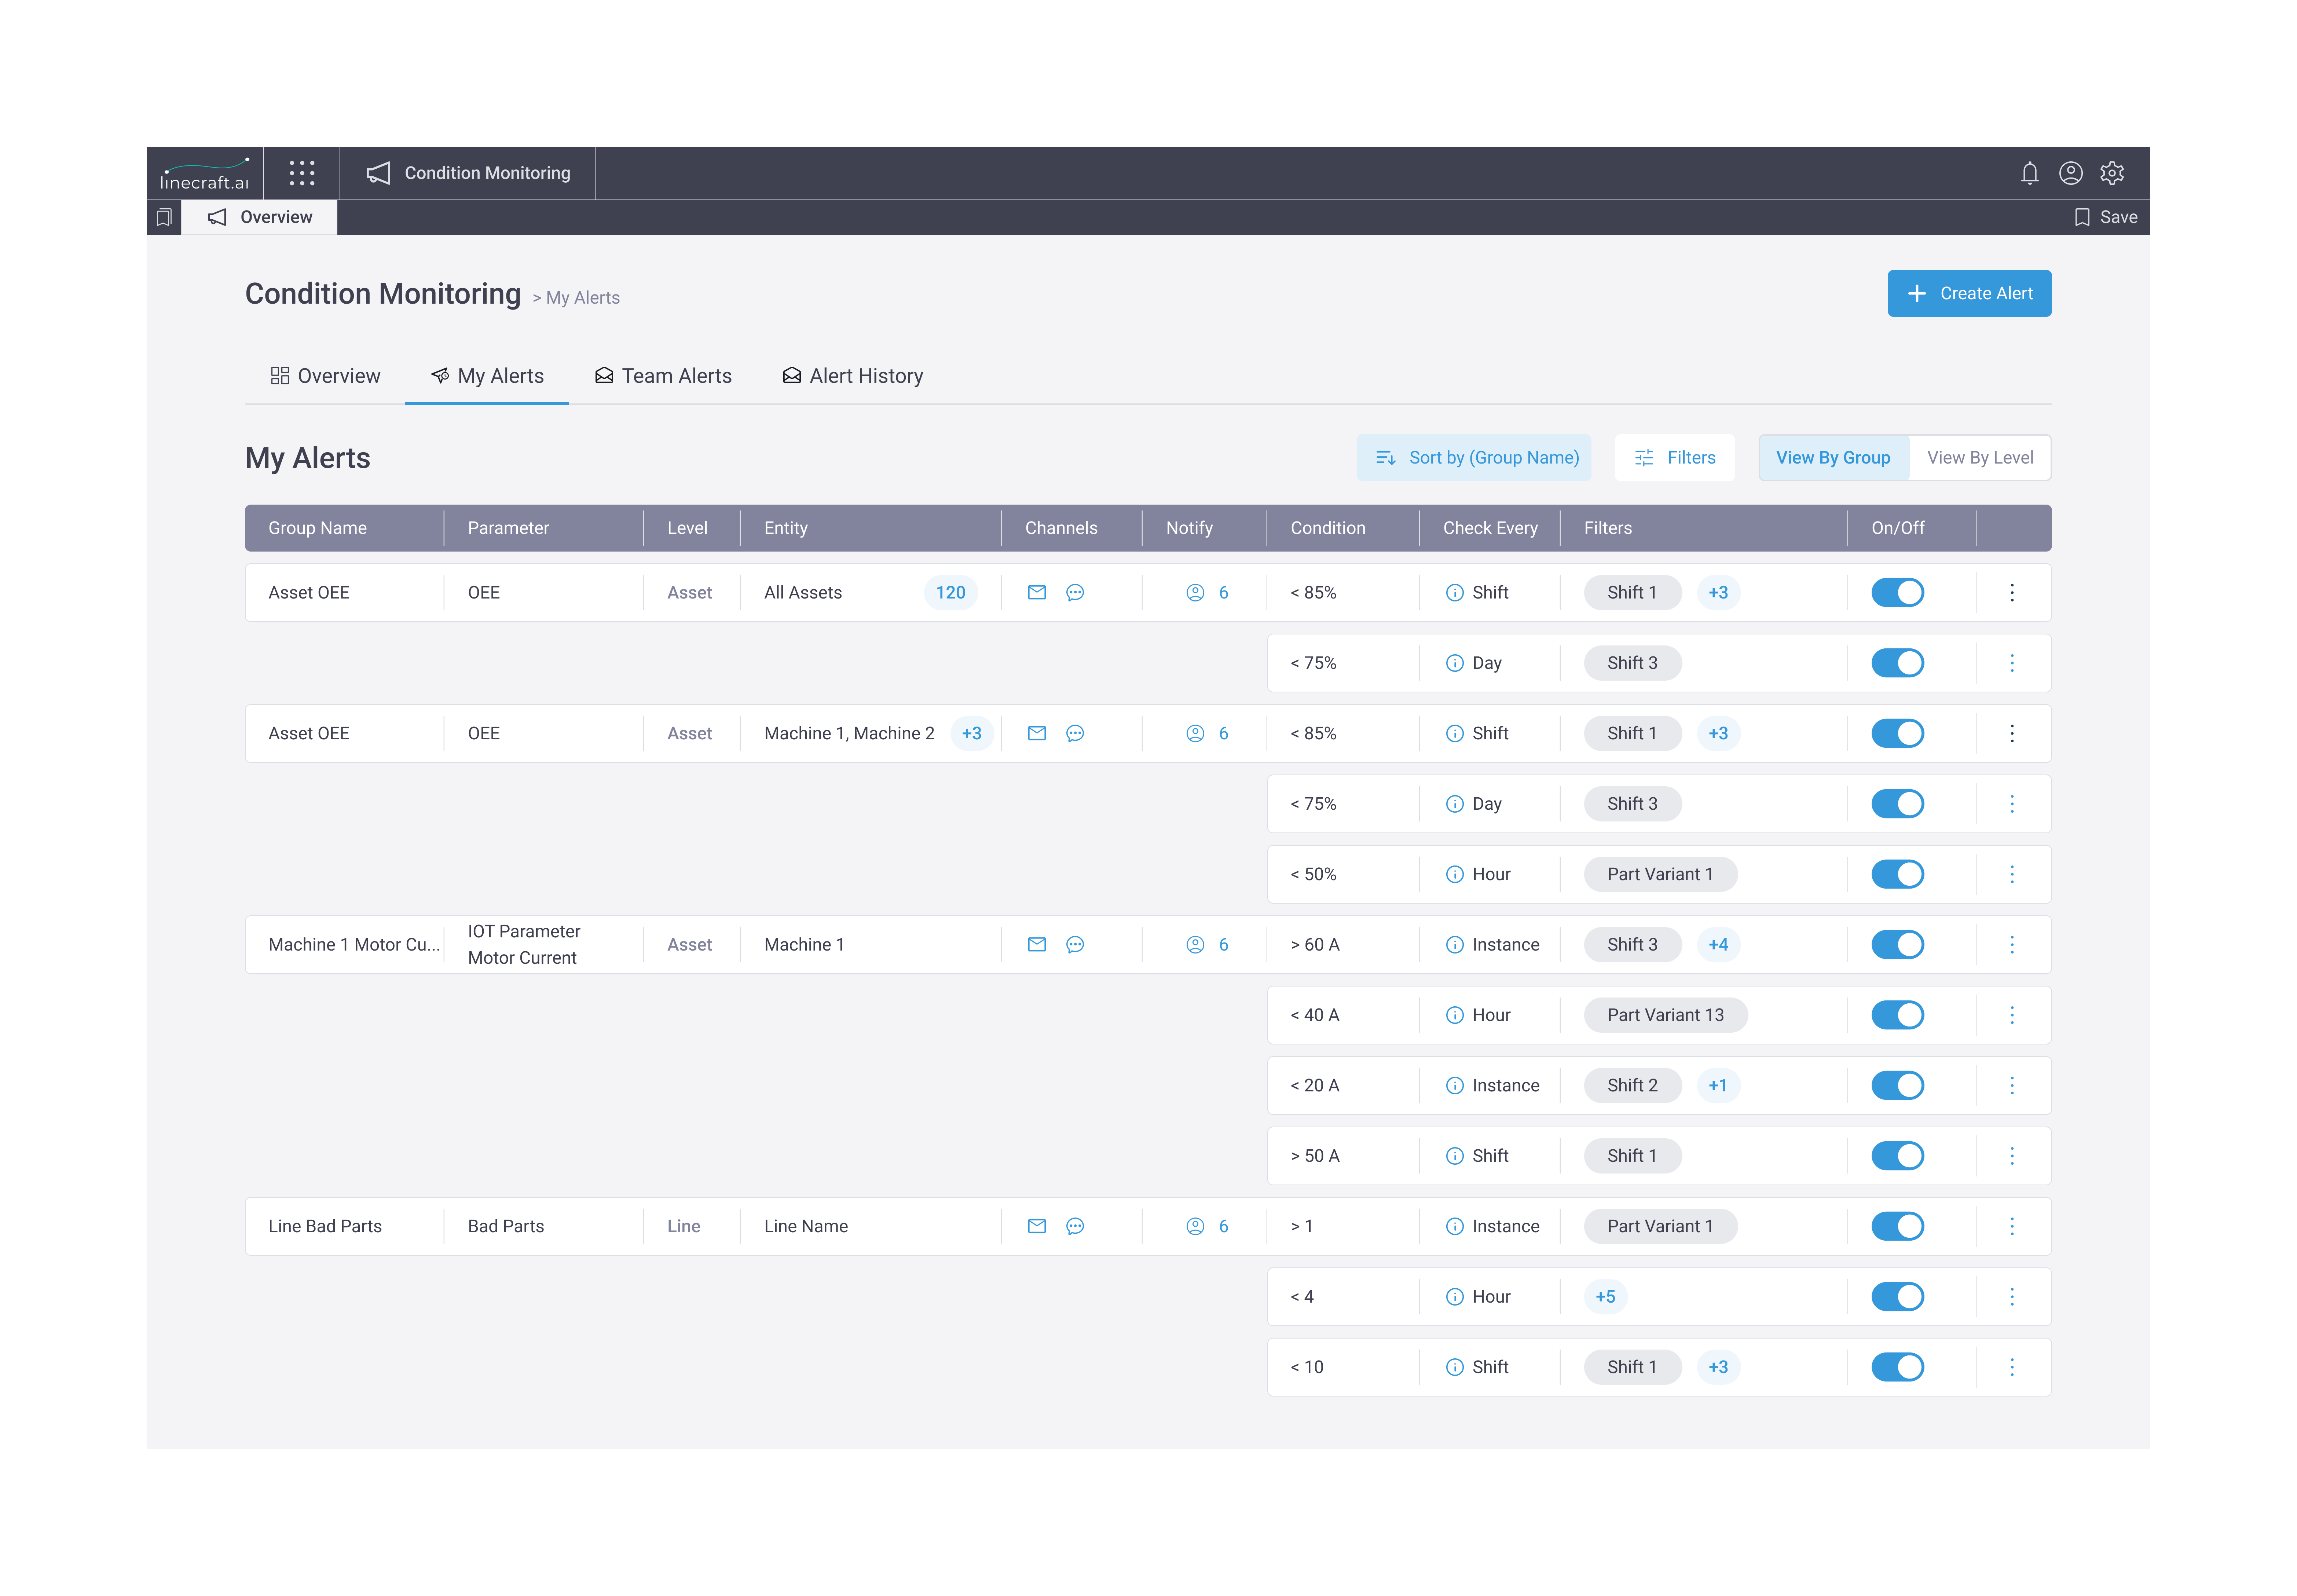 linecraft.ai Condition Monitoring
Overview Save
Condition Monitoring > My Alerts + Create Alert
Overview My Alerts Team Alerts Alert History
My Alerts Sort by (Group Name) Filters View By Group View By Level
Group Name Parameter Level Entity Channels Notify Condition Check Every Filters On/Off
Asset OEE OEE Asset All Assets 120 6 < 85% Shift Shift 1 +3
< 75% Day Shift 3
Asset OEE OEE Asset Machine 1, Machine 2 +3 6 < 85% Shift Shift 1 +3
< 75% Day Shift 3
< 50% Hour Part Variant 1
Machine 1 Motor Cu... IOT Parameter
Motor Current Asset Machine 1 6 > 60 A Instance Shift 3 +4
< 40 A Hour Part Variant 13
< 20 A Instance Shift 2 +1
> 50 A Shift Shift 1
Line Bad Parts Bad Parts Line Line Name 6 > 1 Instance Part Variant 1
< 4 Hour +5
< 10 Shift Shift 1 +3